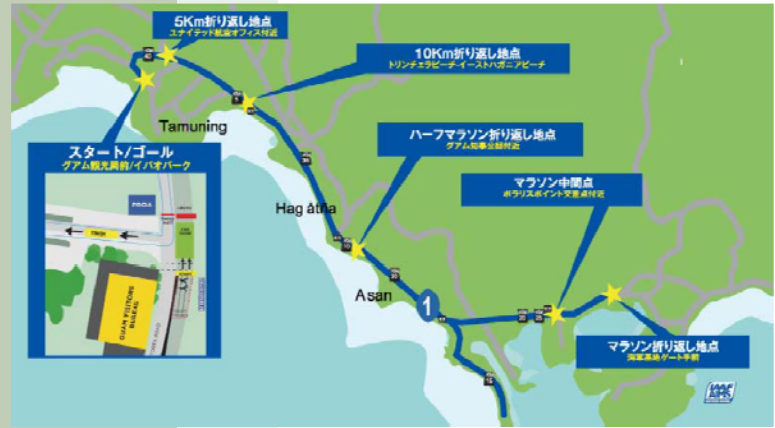 5Km折り返し地点
ユナイテッド航空オフィス付近
10Km折り返し地点
トリンチェラビーチ-イーストハガニアビーチ
Tamuning
スタート/ゴール
グアム観光局前/イパオパーク
ハーフマラソン折り返し地点
グアム知事公邸付近
PROA
FINISH
GUAM VISITORS
BUREAU
Hag åtña
マラソン中間点
ポラリスポイント交差点付近
Asan
1
マラソン折り返し地点
海軍基地ゲート手前
AIMS